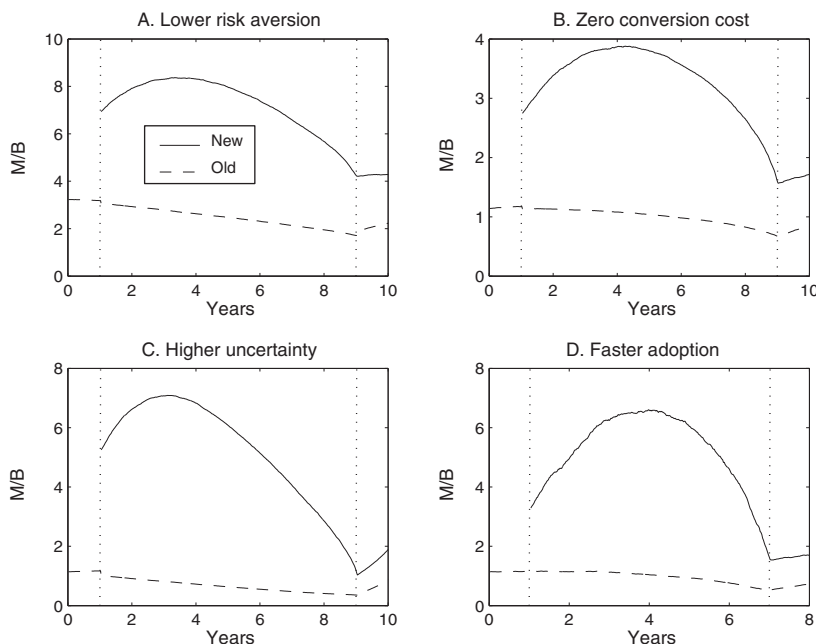 A. Lower risk aversion
B. Zero conversion cost
10
8
6
4
2
0
M/B
New
Old
0 2 4 6 8 10
Years
4
3
2
1
0
M/B
0 2 4 6 8 10
Years
C. Higher uncertainty
D. Faster adoption
8
6
4
2
0
M/B
0 2 4 6 8 10
Years
8
6
4
2
0
M/B
0 2 4 6 8
Years